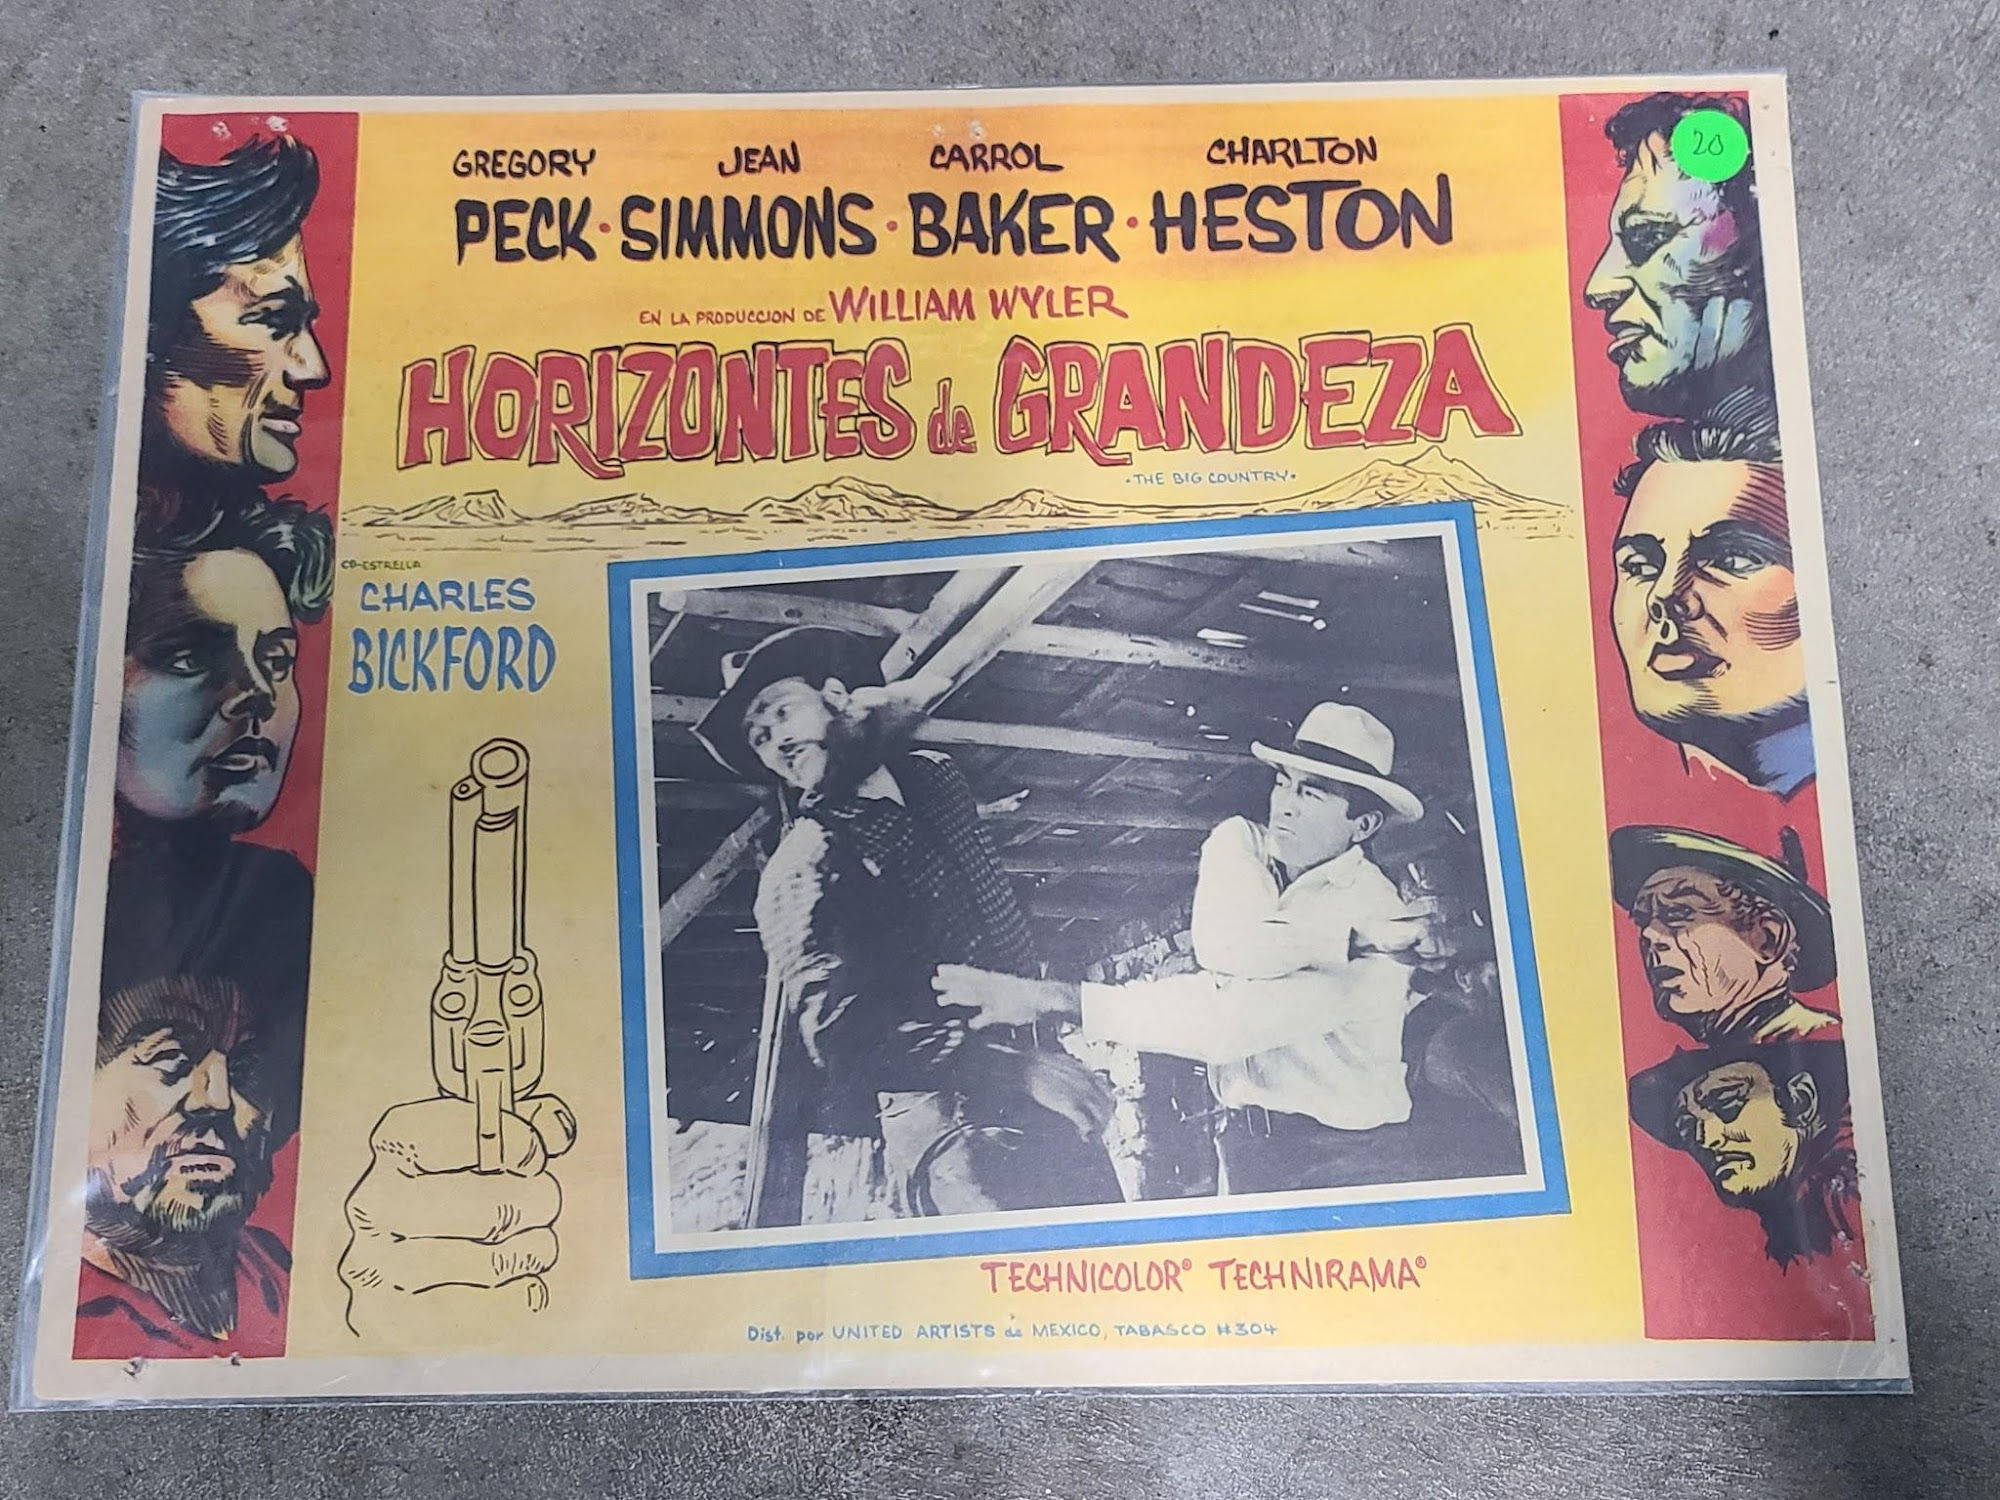 GREGORY JEAN CARROL CHARLTON
PECK · SIMMONS · BAKER · HESTON
EN LA PRODUCCION DE WILLIAM WYLER
HORIZONTES de GRANDEZA
· THE BIG COUNTRY ·
CO-ESTRELLA
CHARLES
BICKFORD
TECHNICOLOR® TECHNIRAMA®
Dist. por UNITED ARTISTS de MEXICO, TABASCO #304
20